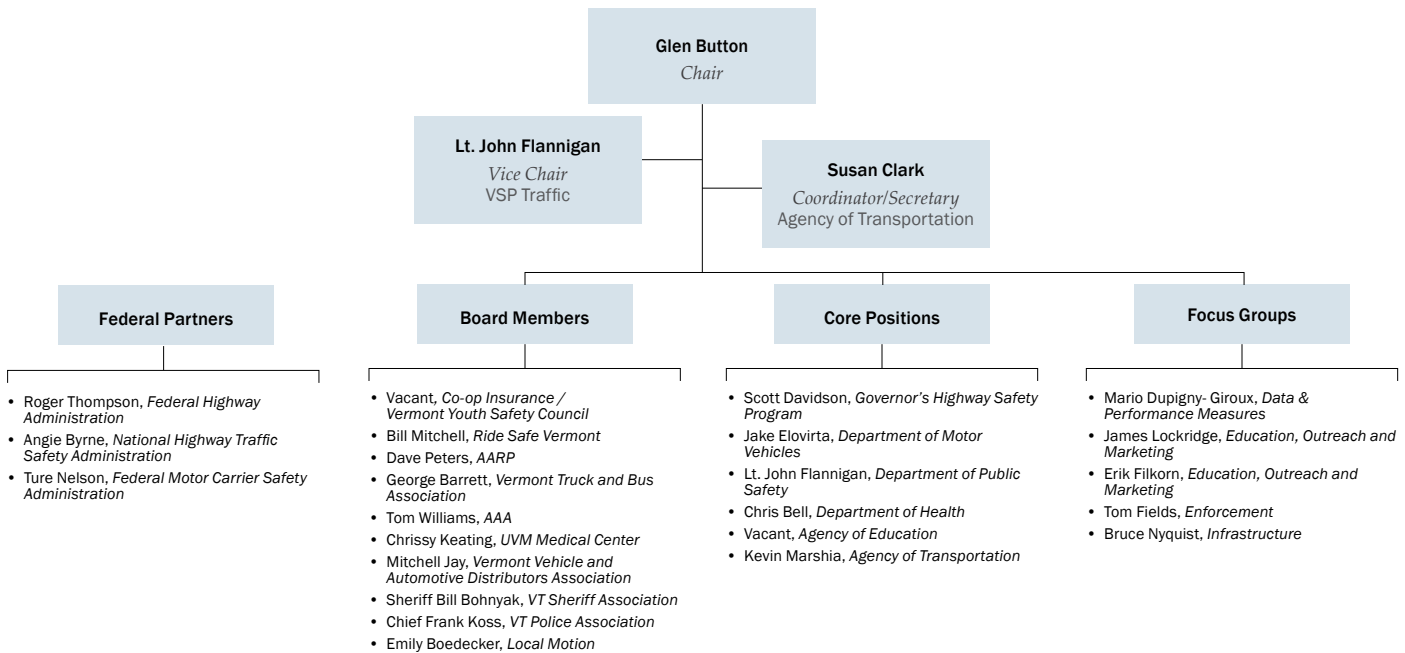 Glen Button
Chair
Lt. John Flannigan
Vice Chair
VSP Traffic
Susan Clark
Coordinator/Secretary
Agency of Transportation
Federal Partners
• Roger Thompson, Federal Highway
Administration
• Angie Byrne, National Highway Traffic
Safety Administration
• Ture Nelson, Federal Motor Carrier Safety
Administration
Board Members
• Vacant, Co-op Insurance /
Vermont Youth Safety Council
• Bill Mitchell, Ride Safe Vermont
• Dave Peters, AARP
• George Barrett, Vermont Truck and Bus
Association
• Tom Williams, AAA
• Chrissy Keating, UVM Medical Center
• Mitchell Jay, Vermont Vehicle and
Automotive Distributors Association
• Sheriff Bill Bohnyak, VT Sheriff Association
• Chief Frank Koss, VT Police Association
• Emily Boedecker, Local Motion
Core Positions
• Scott Davidson, Governor’s Highway Safety
Program
• Jake Elovirta, Department of Motor
Vehicles
• Lt. John Flannigan, Department of Public
Safety
• Chris Bell, Department of Health
• Vacant, Agency of Education
• Kevin Marshia, Agency of Transportation
Focus Groups
• Mario Dupigny- Giroux, Data &
Performance Measures
• James Lockridge, Education, Outreach and
Marketing
• Erik Filkorn, Education, Outreach and
Marketing
• Tom Fields, Enforcement
• Bruce Nyquist, Infrastructure